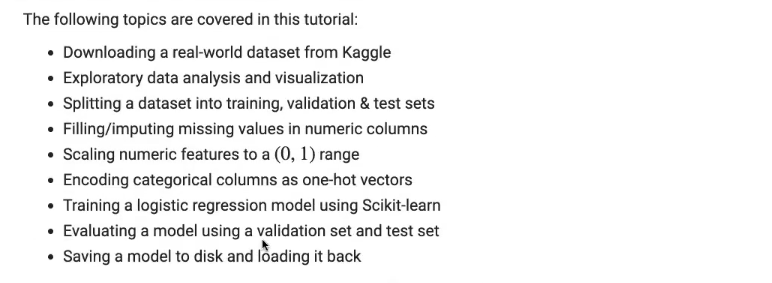 The following topics are covered in this tutorial:
• Downloading a real-world dataset from Kaggle
• Exploratory data analysis and visualization
• Splitting a dataset into training, validation & test sets
• Filling/imputing missing values in numeric columns
• Scaling numeric features to a (0, 1) range
• Encoding categorical columns as one-hot vectors
• Training a logistic regression model using Scikit-learn
• Evaluating a model using a validation set and test set
• Saving a model to disk and loading it back